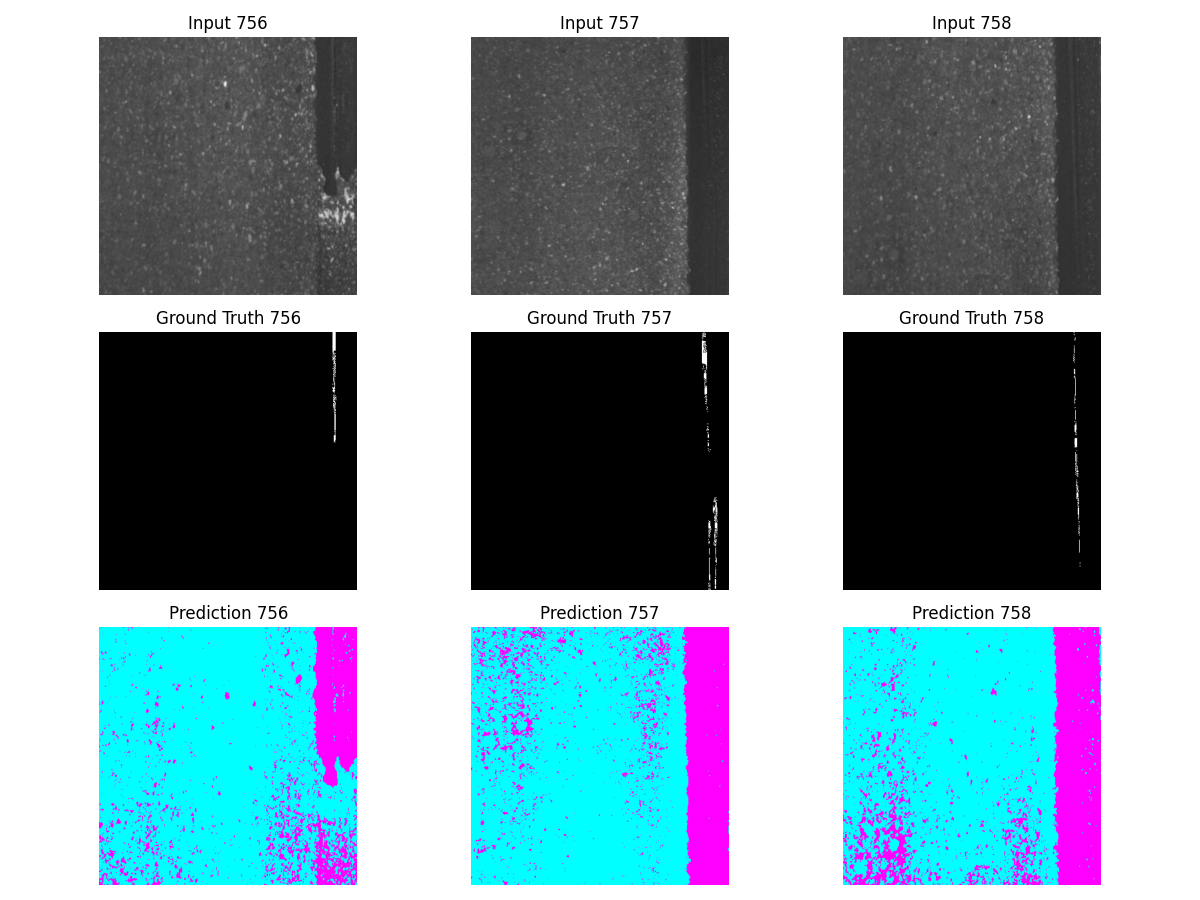 Input 756
Input 757
Input 758
Ground Truth 756
Ground Truth 757
Ground Truth 758
Prediction 756
Prediction 757
Prediction 758